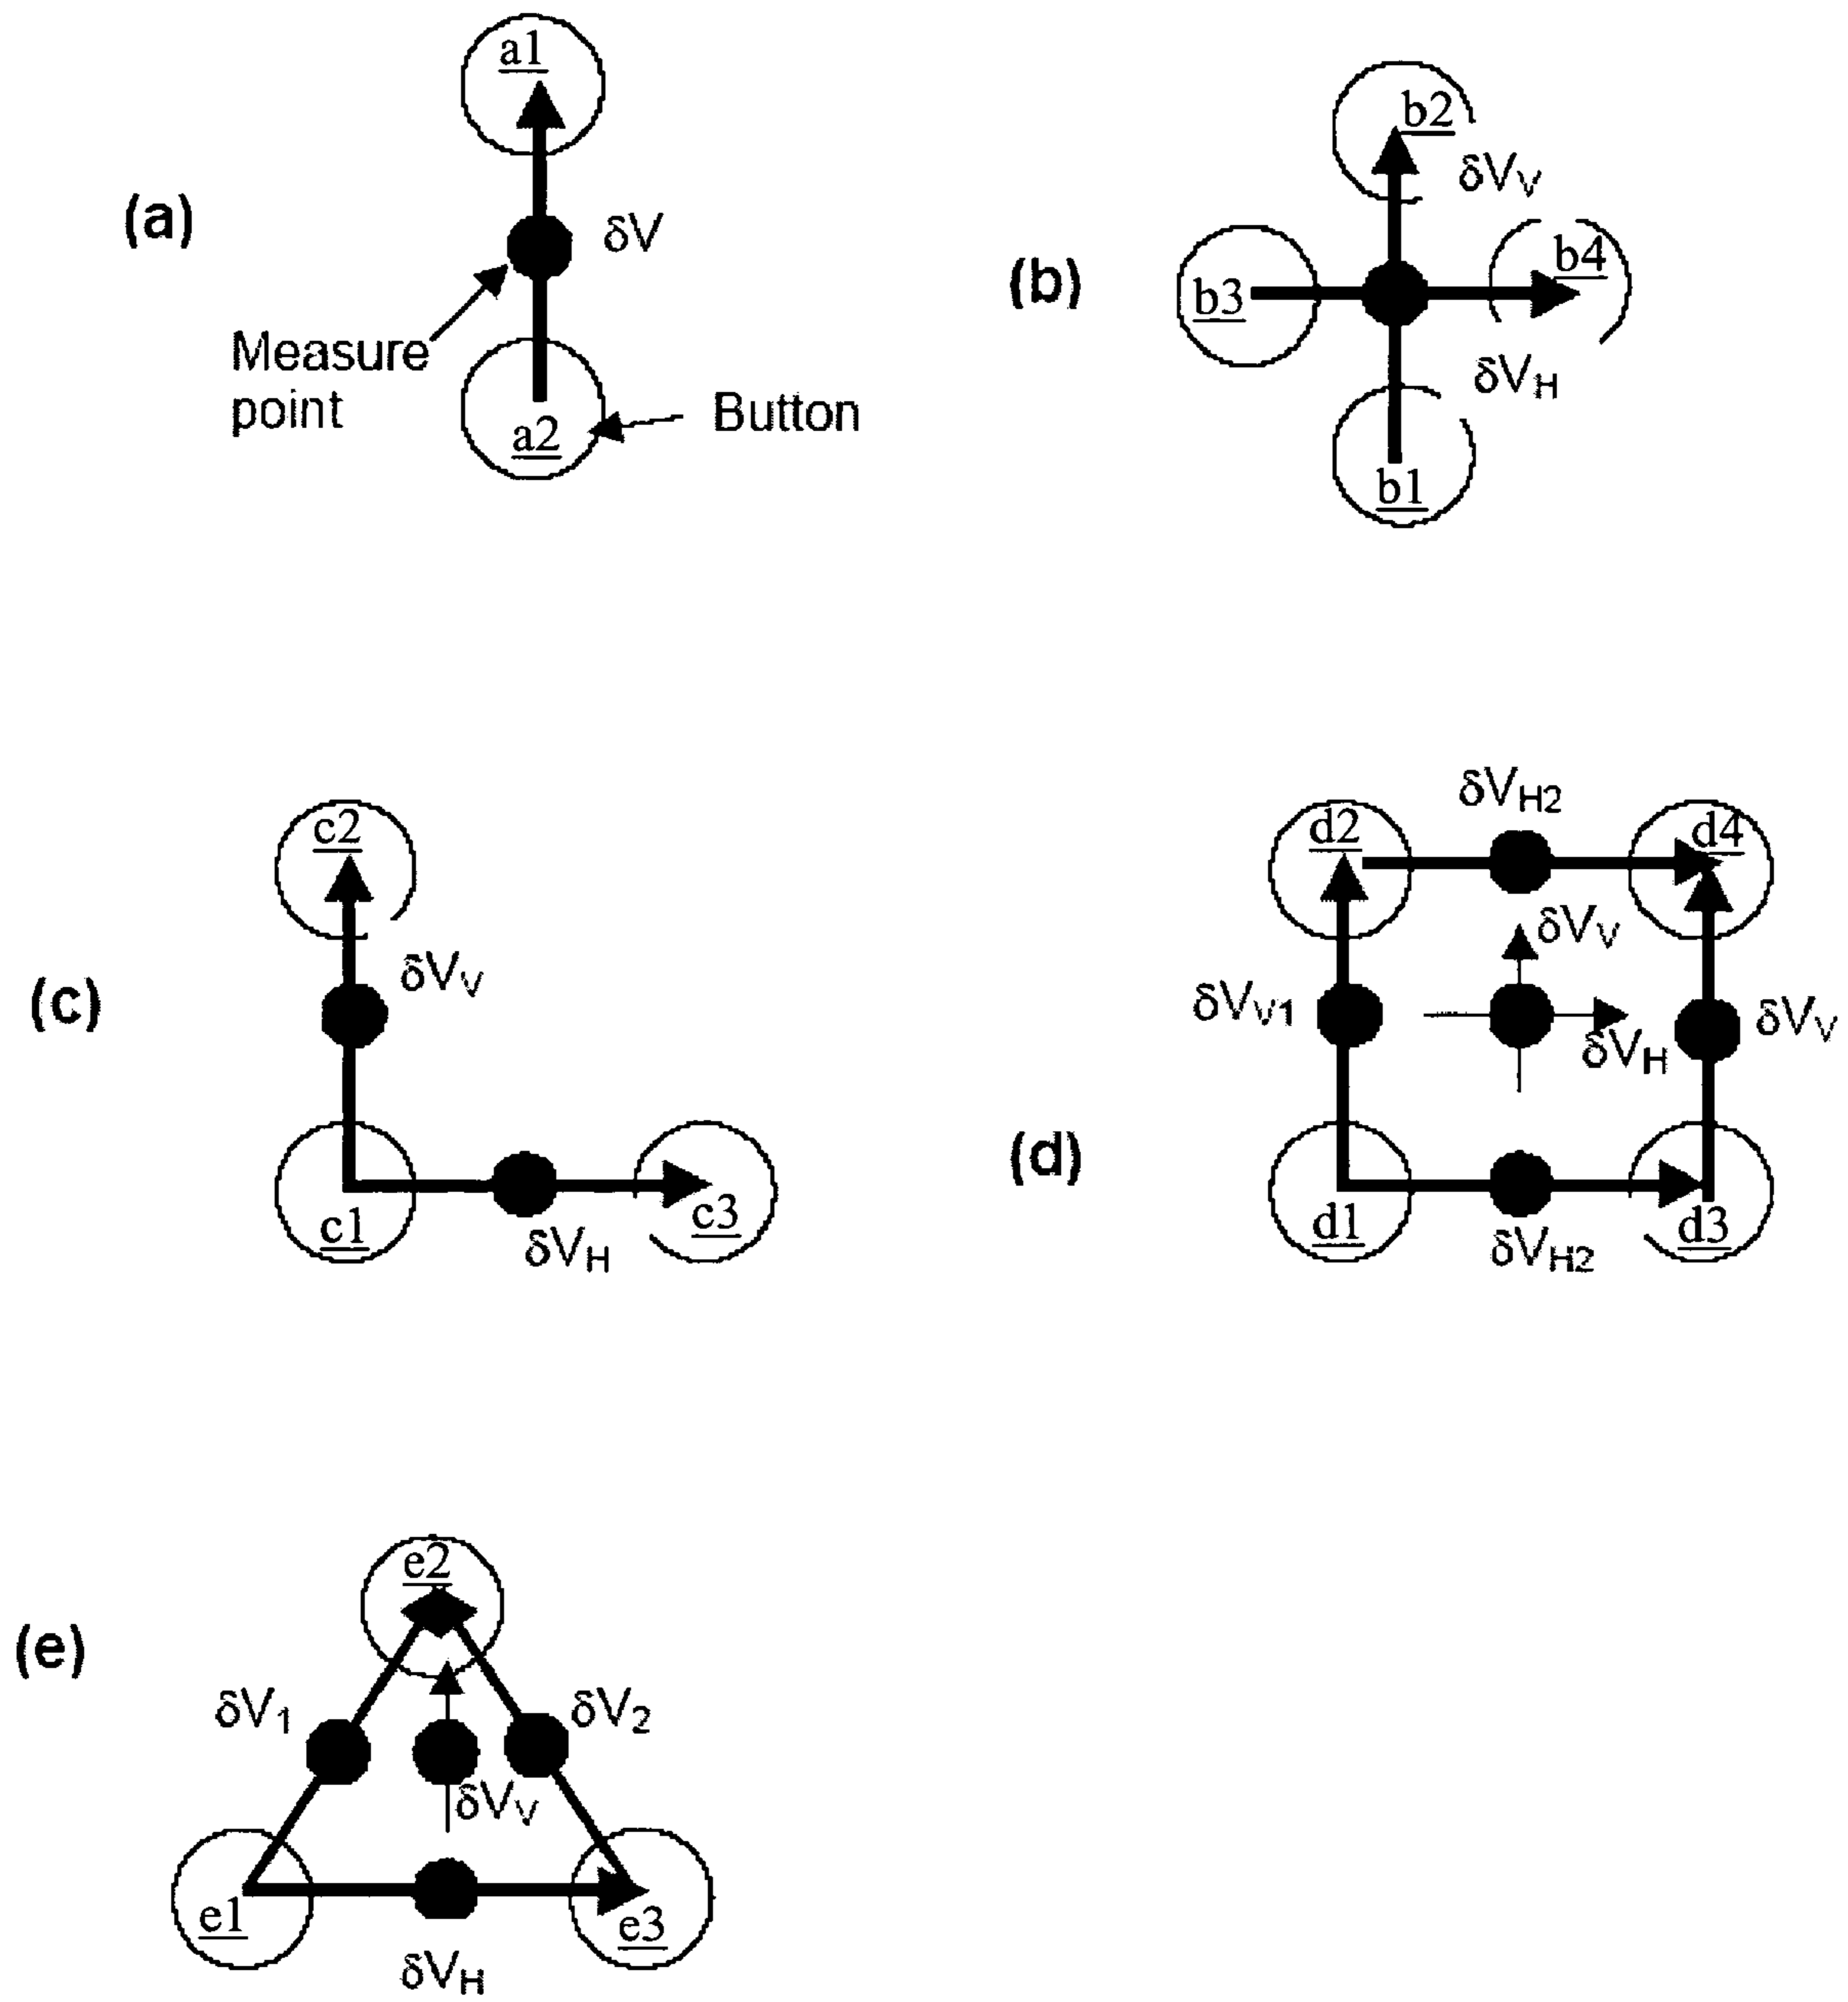 (a)
a1
δV
Measure
point
a2
Button
(b)
b2
δVV
b3
b4
δVH
b1
(c)
c2
δVV
c1
c3
δVH
(d)
δVH2
d2
d4
δVV
δVV1
δVV
δVH
d1
d3
δVH2
(e)
e2
δV1
δV2
δVV
e1
e3
δVH